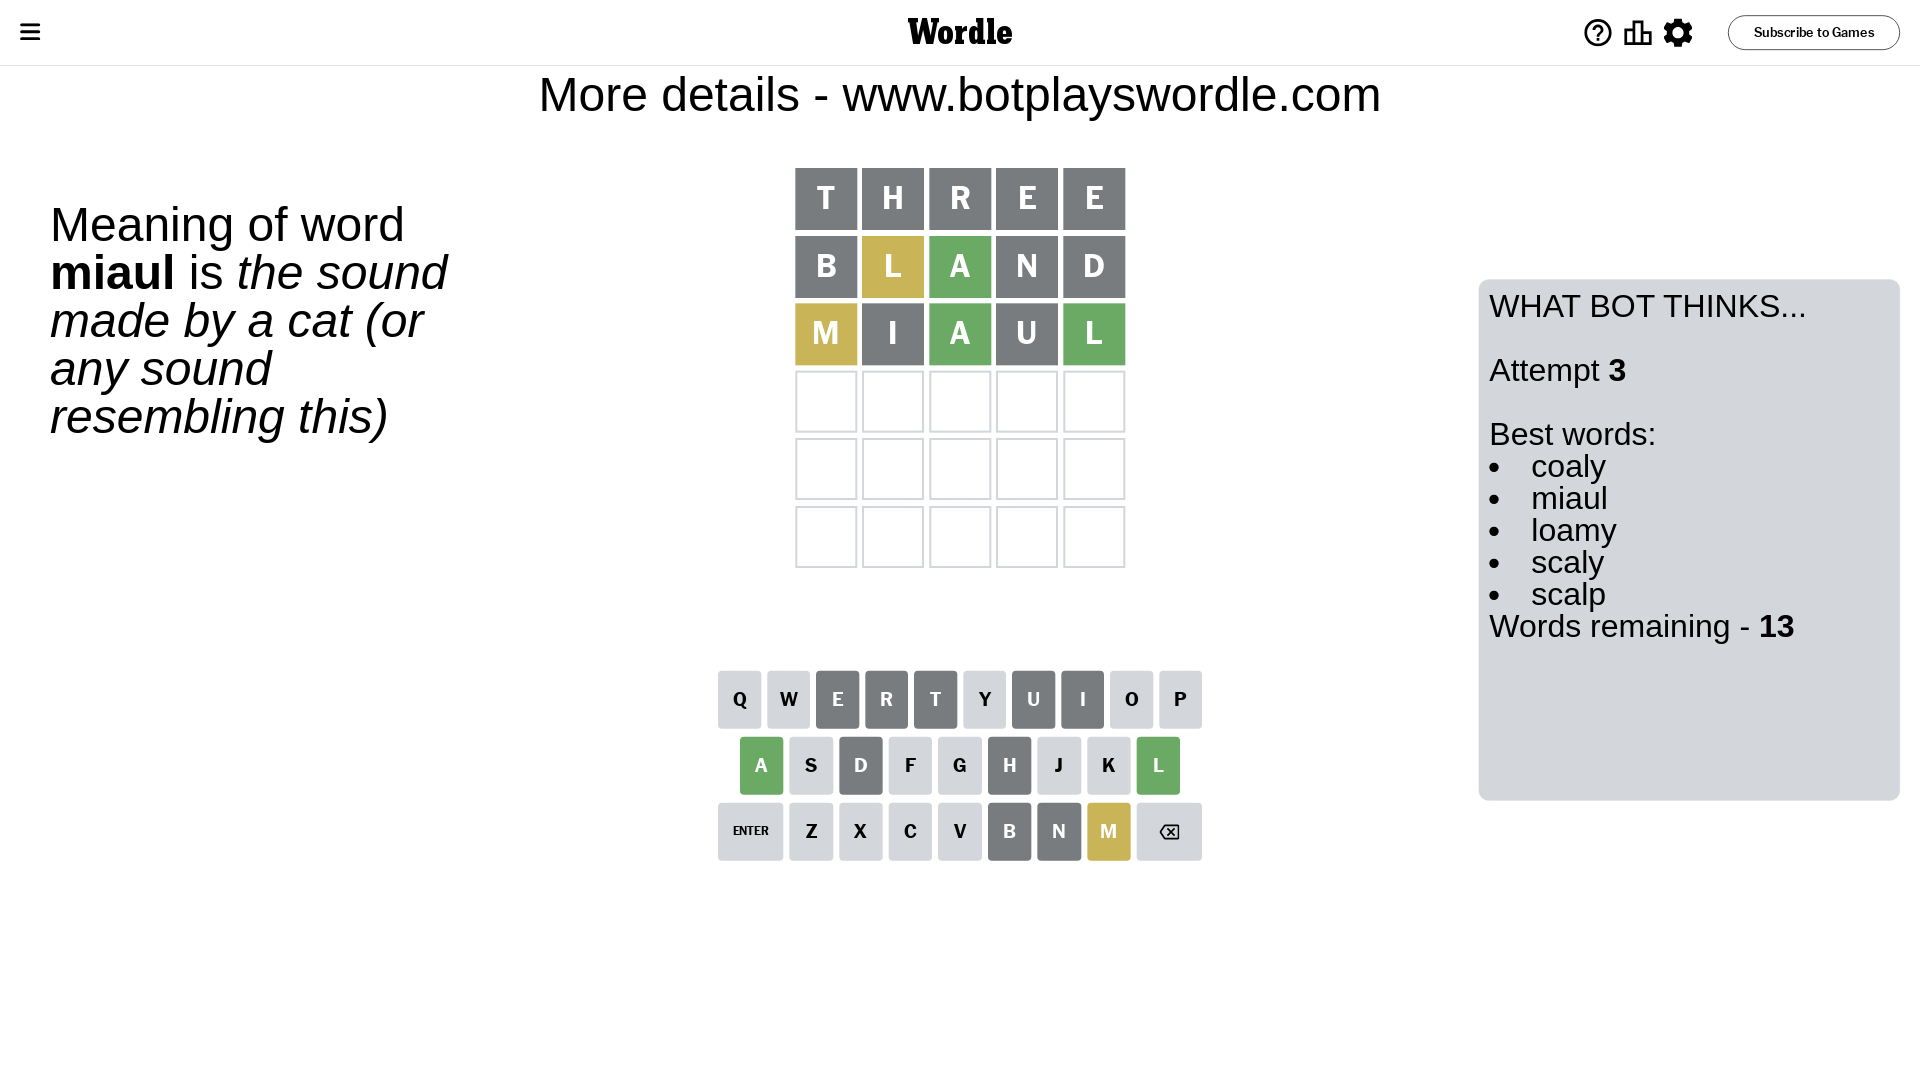 Wordle
Subscribe to Games
More details - www.botplayswordle.com
Meaning of word
miaul is the sound
made by a cat (or
any sound
resembling this)
T H R E E
B L A N D
M I A U L
WHAT BOT THINKS...
Attempt 3
Best words:
• coaly
• miaul
• loamy
• scaly
• scalp
Words remaining - 13
Q W E R T Y U I O P
A S D F G H J K L
ENTER Z X C V B N M